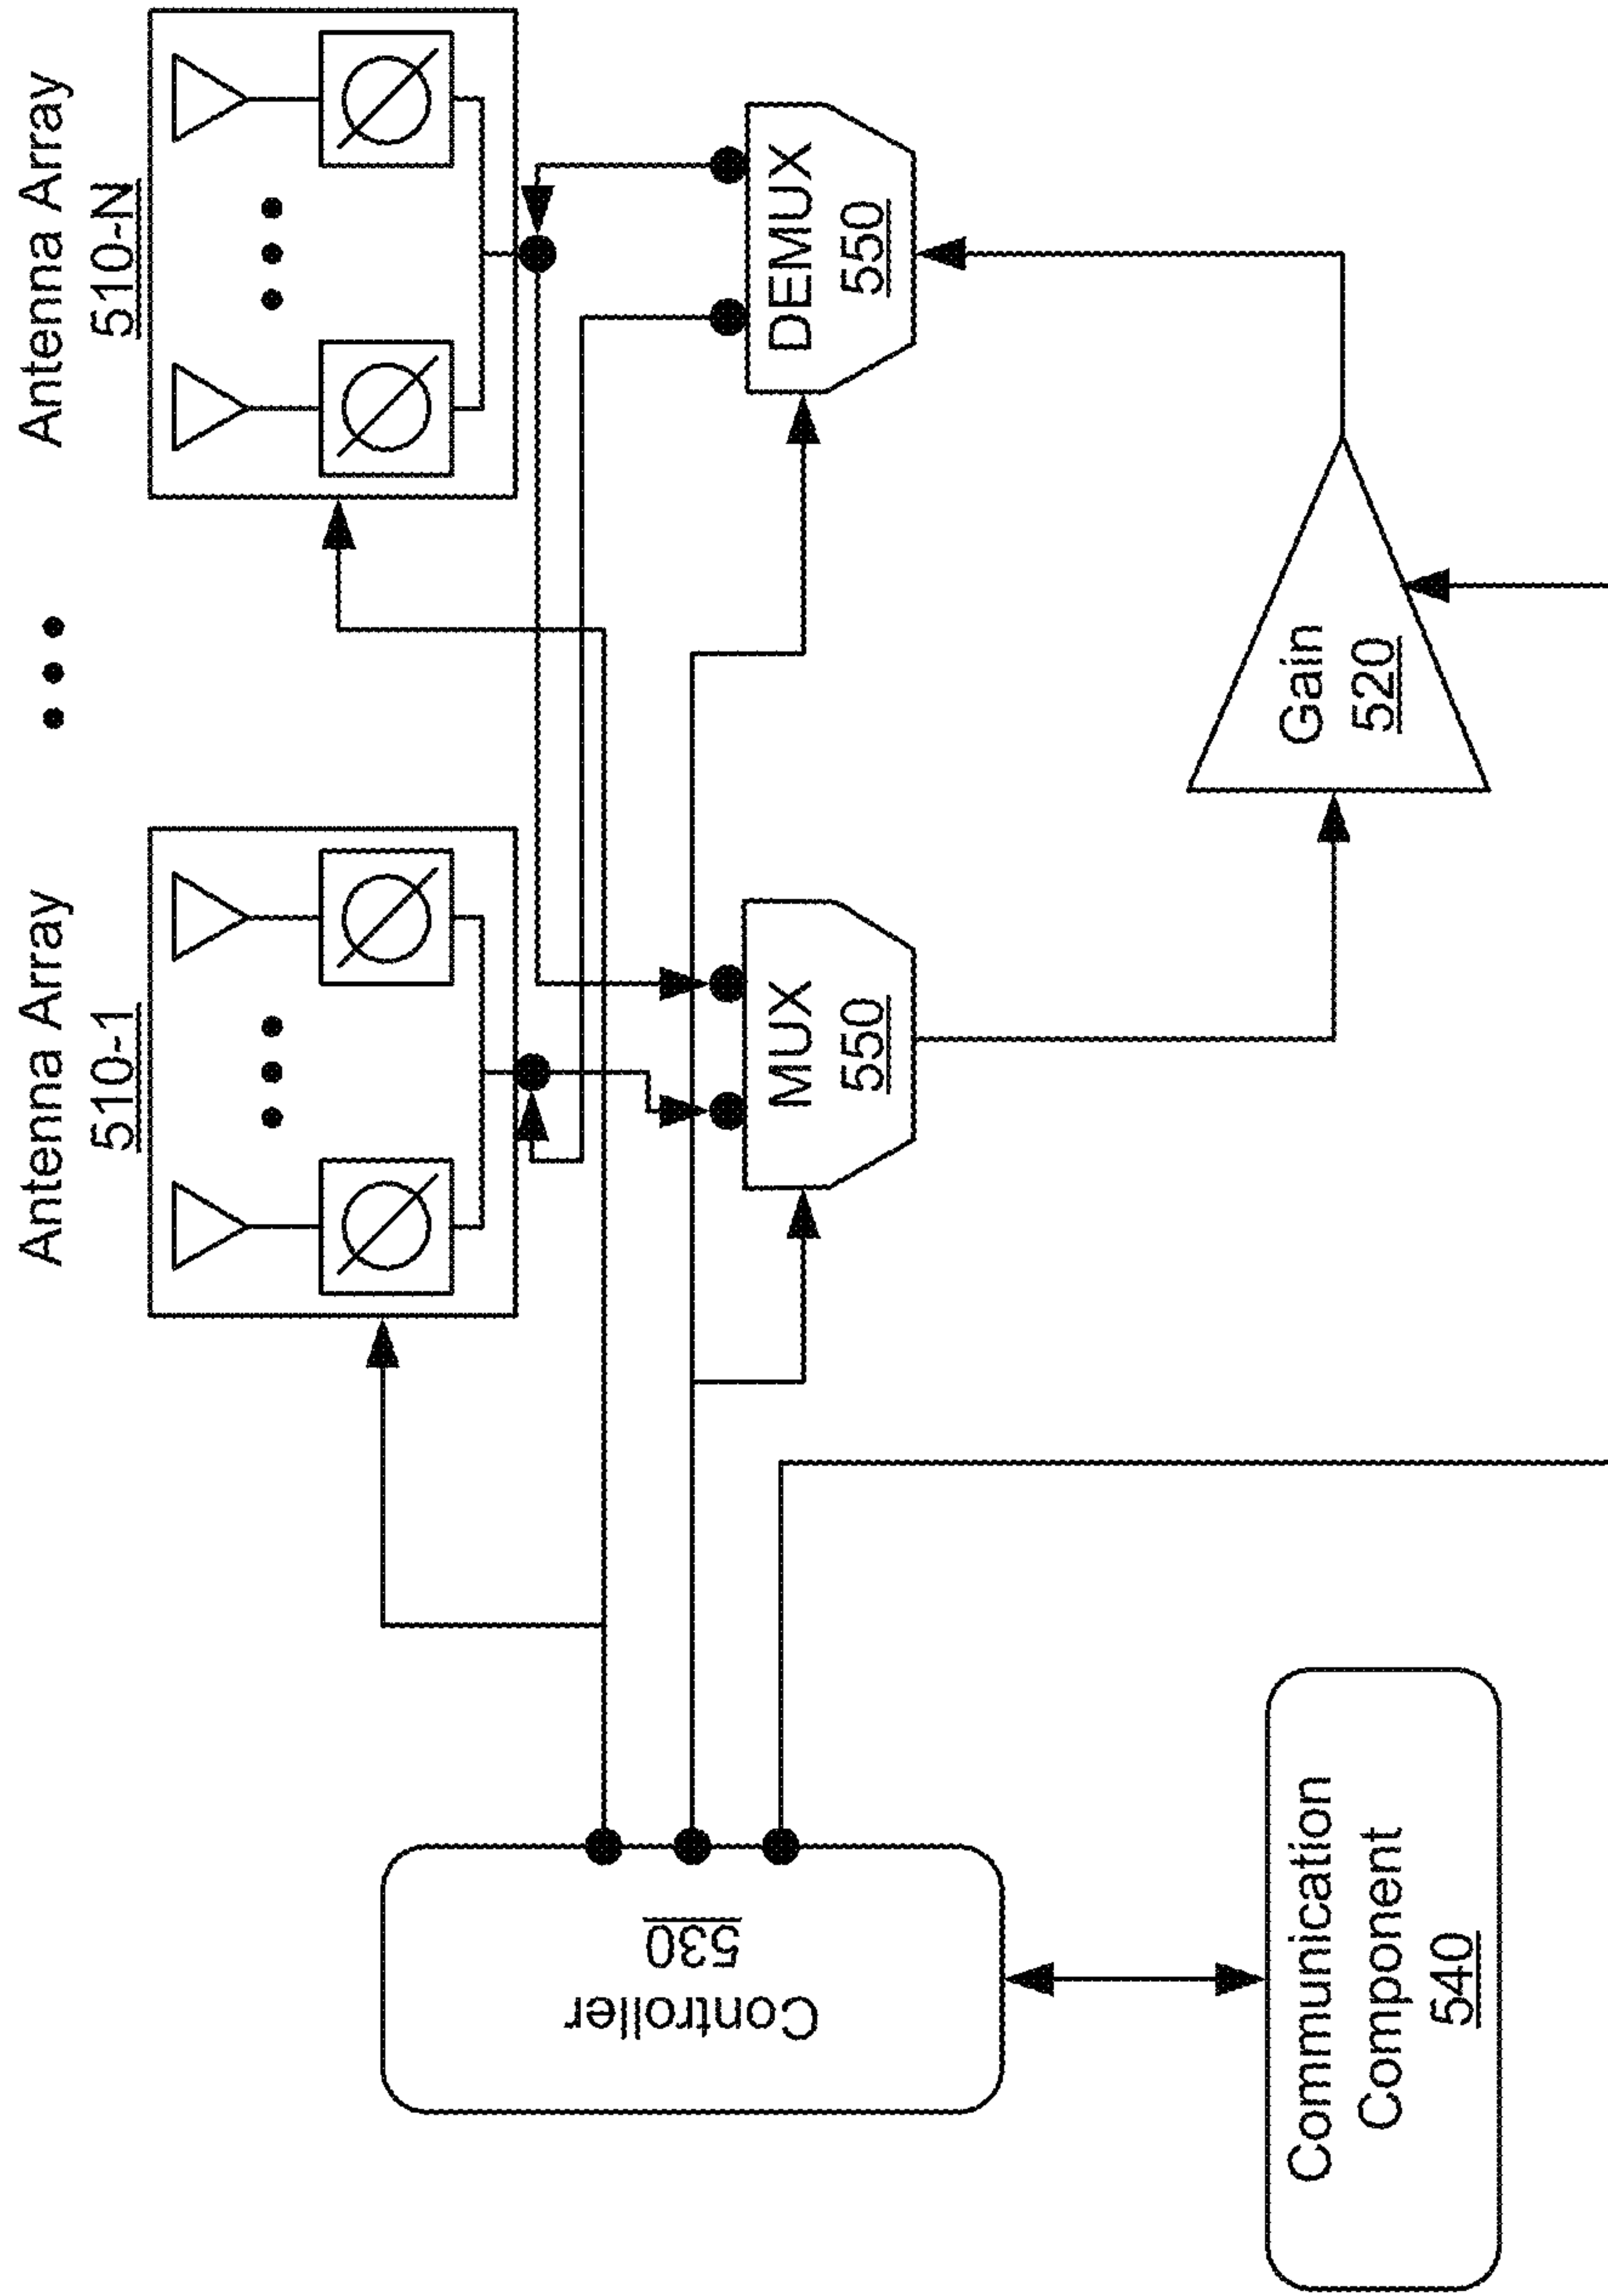 Antenna Array
510-1
Antenna Array
510-N
Controller
530
MUX
550
DEMUX
550
Gain
520
Communication
Component
540